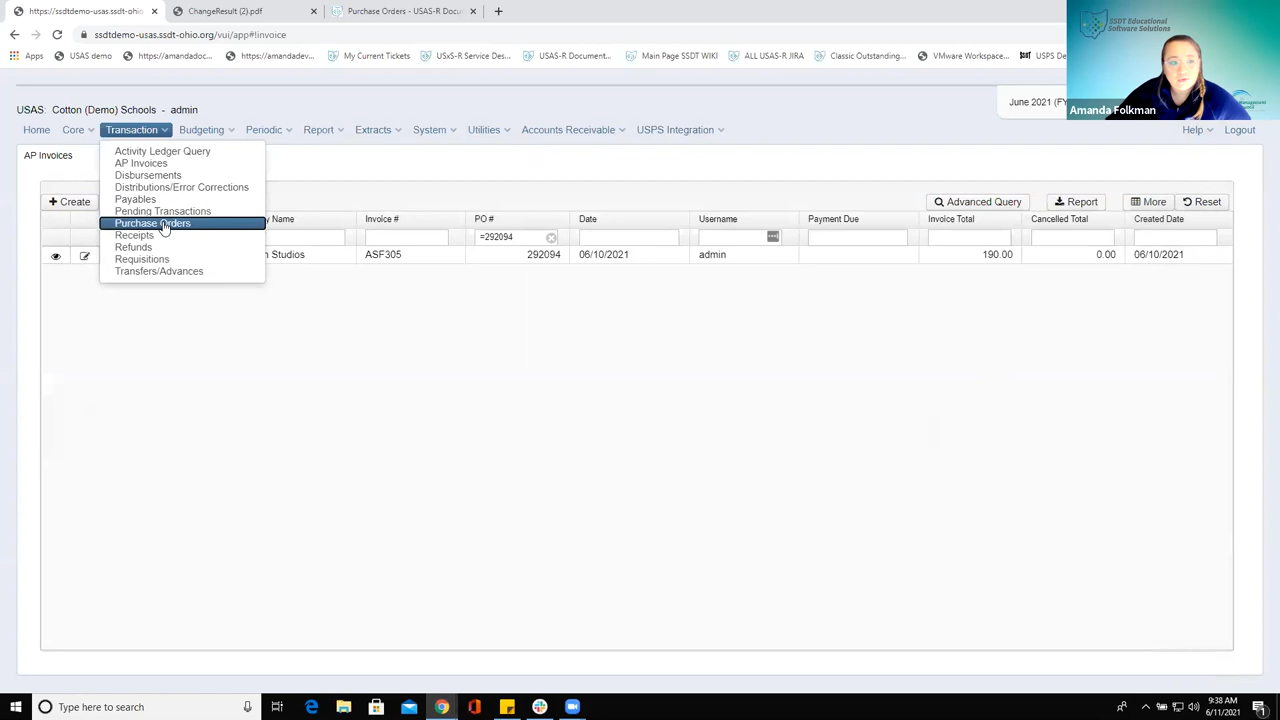 https://ssdtdemo-usas.ssdt-ohio
ChangeResult (2).pdf
Purchase Orders - USAS-R Docu
ssdtdemo-usas.ssdt-ohio.org/vui/app#!invoice
Apps
USAS demo
https://amandadoc...
https://amandadev...
My Current Tickets
USxS-R Service Des...
USAS-R Document...
Main Page SSDT WIKI
ALL USAS-R JIRA
Classic Outstanding...
VMware Workspace...
USPS De
SSDT Educational
Software Solutions
Amanda Folkman
USAS: Cotton (Demo) Schools - admin
June 2021 (FY
Home
Core
Transaction
Budgeting
Periodic
Report
Extracts
System
Utilities
Accounts Receivable
USPS Integration
Help
Logout
AP Invoices
Activity Ledger Query
AP Invoices
Disbursements
Distributions/Error Corrections
Payables
Pending Transactions
Purchase Orders
Receipts
Refunds
Requisitions
Transfers/Advances
Create
Advanced Query
Report
More
Reset
y Name
Invoice #
PO #
Date
Username
Payment Due
Invoice Total
Cancelled Total
Created Date
=292094
n Studios
ASF305
292094
06/10/2021
admin
190.00
0.00
06/10/2021
Type here to search
9:38 AM
6/11/2021
1